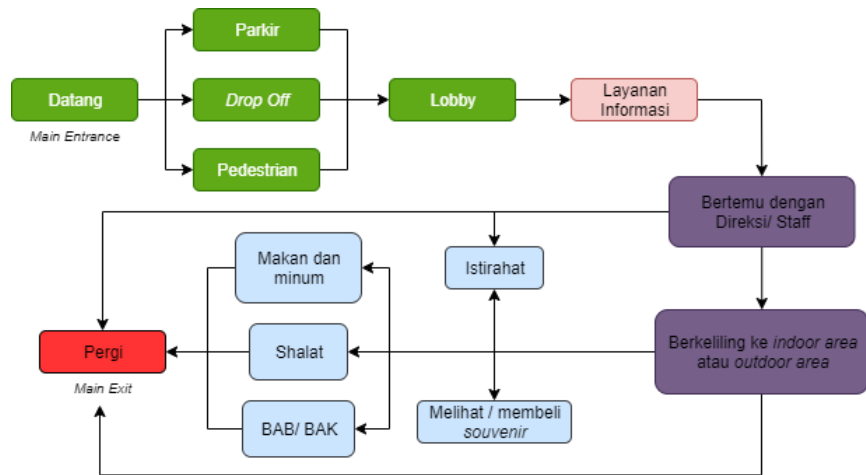 Parkir
Datang
Drop Off
Lobby
Layanan
Informasi
Main Entrance
Pedestrian
Bertemu dengan
Direksi/ Staff
Makan dan
minum
Istirahat
Pergi
Shalat
Berkeliling ke indoor area
atau outdoor area
Main Exit
BAB/ BAK
Melihat / membeli
souvenir